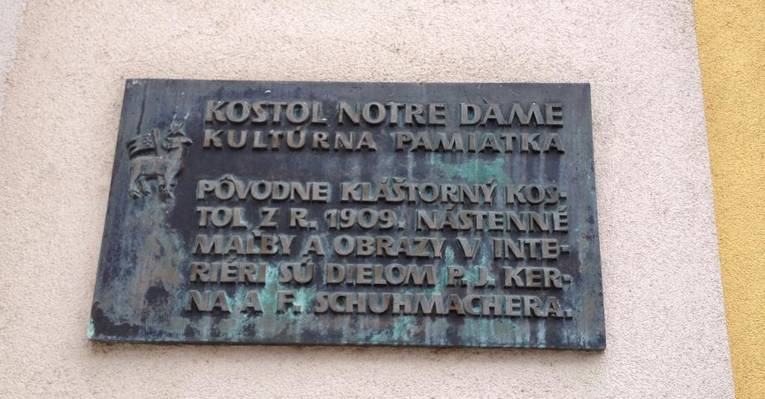 KOSTOL NOTRE DAME
KULTÚRNA PAMIATKA
PÔVODNE KLÁŠTORNÝ KOS-
TOL Z R. 1909. NÁSTENNÉ
MAĽBY A OBRAZY V INTE-
RIÉRI SÚ DIELOM P. J. KER-
NA A F. SCHUHMACHERA.